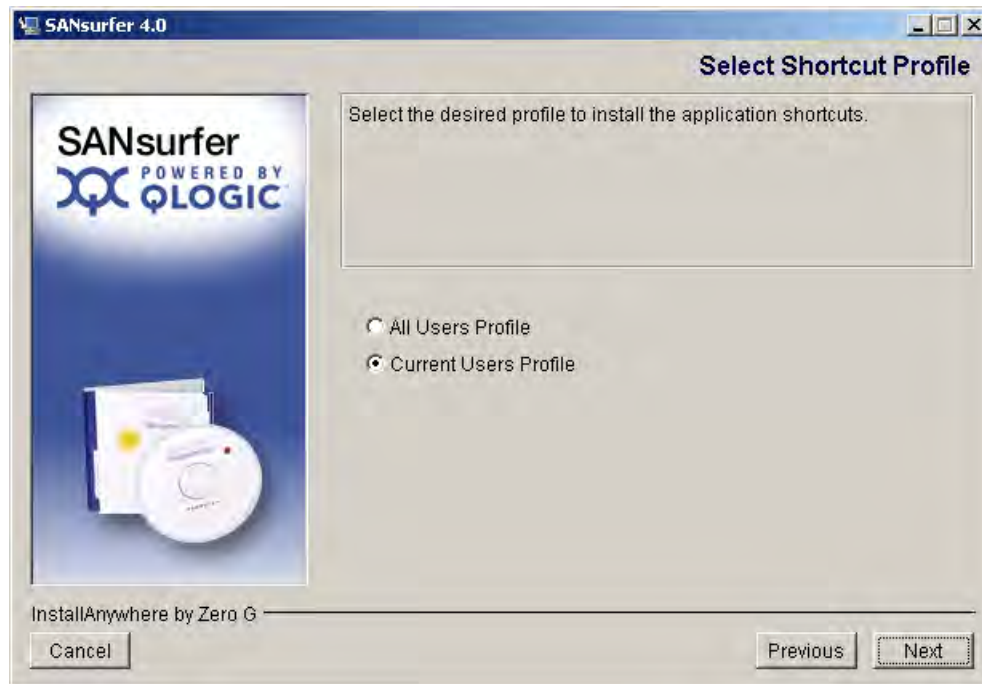 SANsurfer 4.0
Select Shortcut Profile
SANsurfer
POWERED BY
QLOGIC
Select the desired profile to install the application shortcuts.
All Users Profile
Current Users Profile
InstallAnywhere by Zero G
Cancel
Previous
Next